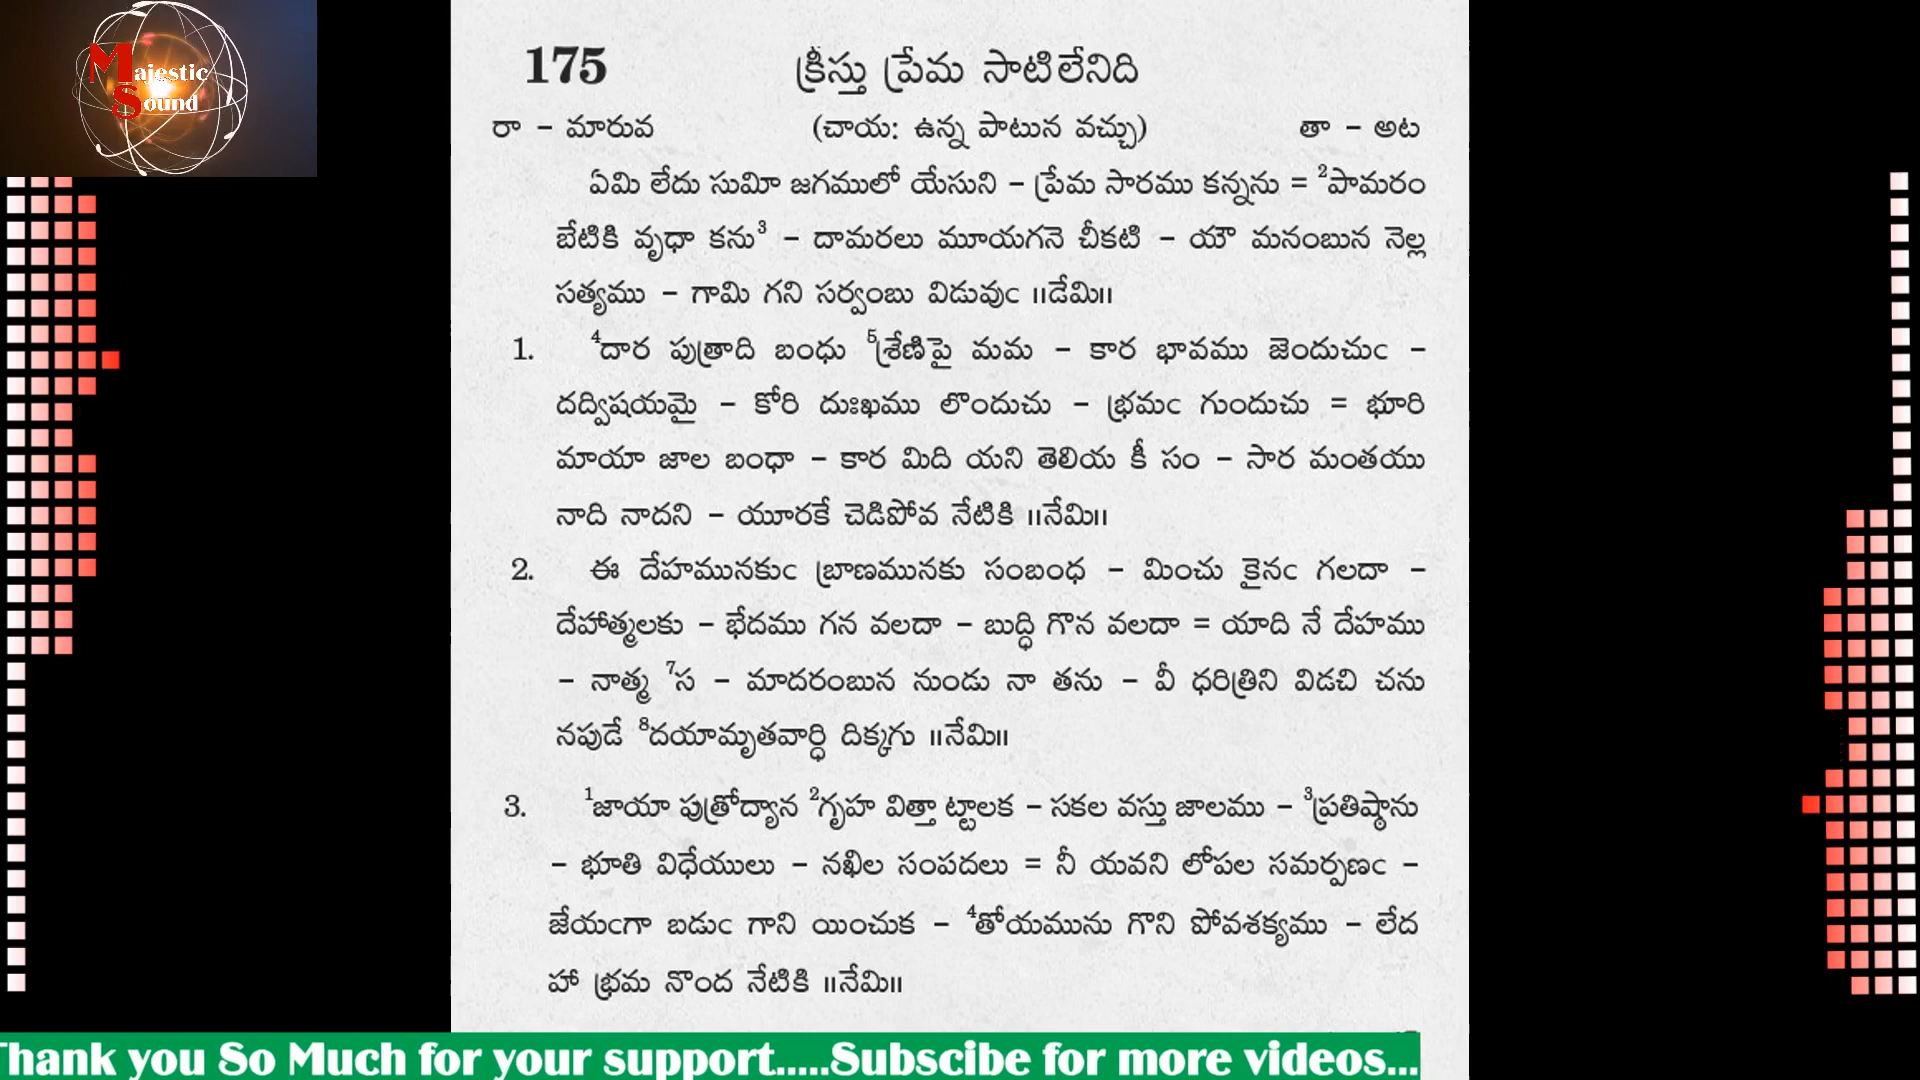 Majestic
Sound
175 క్రీస్తు ప్రేమ సాటిలేనిది
రా – మారువ (చాయ: ఉన్న పాటున వచ్చు) తా – అట
ఏమి లేదు సుమీ జగములో యేసుని – ప్రేమ సారము కన్నను = ²పామరం
బేటికి వృథా కను³ – దామరలు మూయగనె చీకటి – యౌ మనంబున నెల్ల
సత్యము – గామి గని సర్వంబు విడువుఁ ॥డేమి॥
1. ⁴దార పుత్రాది బంధు ⁵శ్రేణిపై మమ – కార భావము జెందుచుఁ –
దద్విషయమై – కోరి దుఃఖము లొందుచు – భ్రమఁ గుందుచు = భూరి
మాయా జాల బంధా – కార మిది యని తెలియ కీ సం – సార మంతయు
నాది నాదని – యూరకే చెడిపోవ నేటికి ॥నేమి॥
2. ఈ దేహమునకుఁ బ్రాణమునకు సంబంధ – మించు కైనఁ గలదా –
దేహాత్మలకు – భేదము గన వలదా – బుద్ధి గొన వలదా = యాది నే దేహము
– నాత్మ ⁷స – మాదరంబున నుండు నా తను – వీ ధరిత్రిని విడచి చను
నపుడే ⁸దయామృతవార్ధి దిక్కగు ॥నేమి॥
3. ¹జాయా పుత్రోద్యాన ²గృహ విత్తా ట్టాలక – సకల వస్తు జాలము – ³ప్రతిష్ఠాను
– భూతి విధేయులు – నఖిల సంపదలు = నీ యవని లోపల సమర్పణఁ –
జేయఁగా బడుఁ గాని యించుక – ⁴తోయమును గొని పోవశక్యము – లేద
హా భ్రమ నొంద నేటికి ॥నేమి॥
Thank you So Much for your support.....Subscibe for more videos...